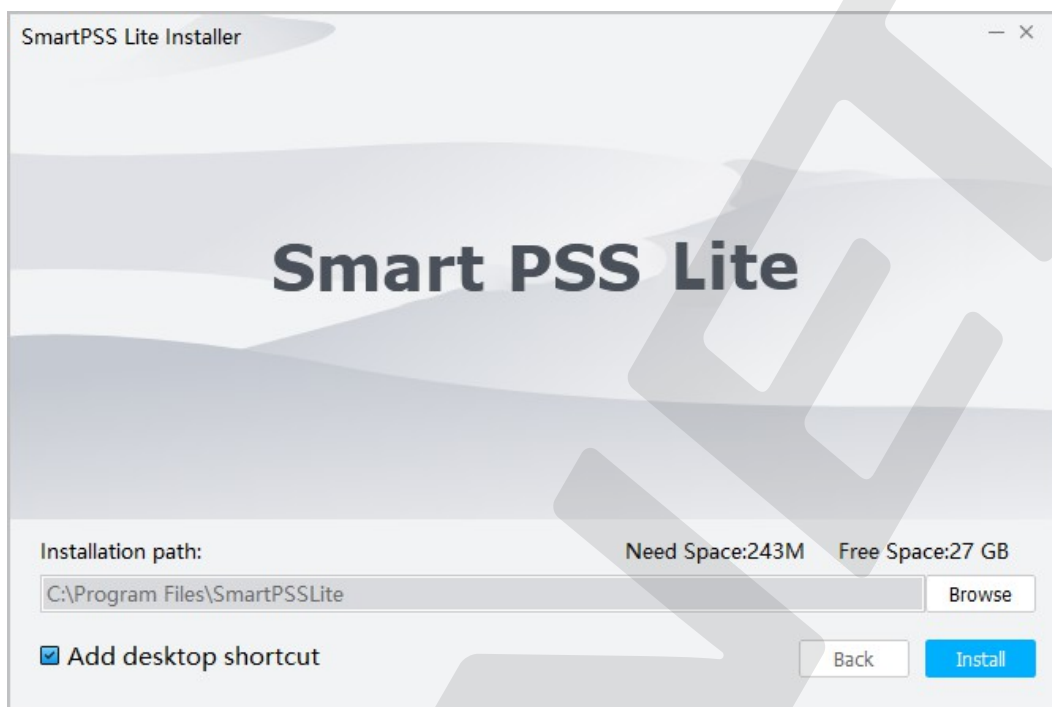 SmartPSS Lite Installer
Smart PSS Lite
Installation path:
Need Space:243M Free Space:27 GB
C:\Program Files\SmartPSSLite
Browse
Add desktop shortcut
Back
Install